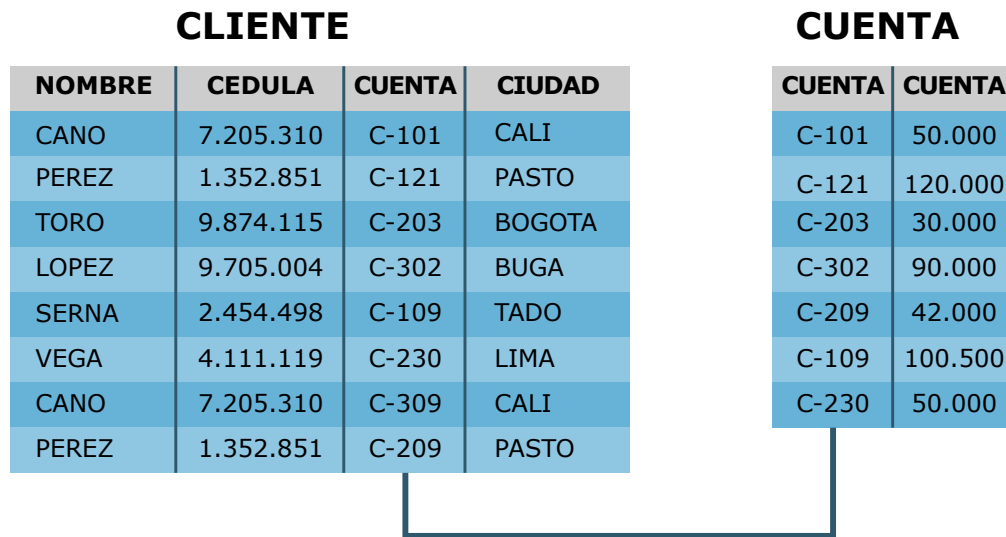 CLIENTE
NOMBRE CEDULA CUENTA CIUDAD
CANO 7.205.310 C-101 CALI
PEREZ 1.352.851 C-121 PASTO
TORO 9.874.115 C-203 BOGOTA
LOPEZ 9.705.004 C-302 BUGA
SERNA 2.454.498 C-109 TADO
VEGA 4.111.119 C-230 LIMA
CANO 7.205.310 C-309 CALI
PEREZ 1.352.851 C-209 PASTO
CUENTA
CUENTA CUENTA
C-101 50.000
C-121 120.000
C-203 30.000
C-302 90.000
C-209 42.000
C-109 100.500
C-230 50.000